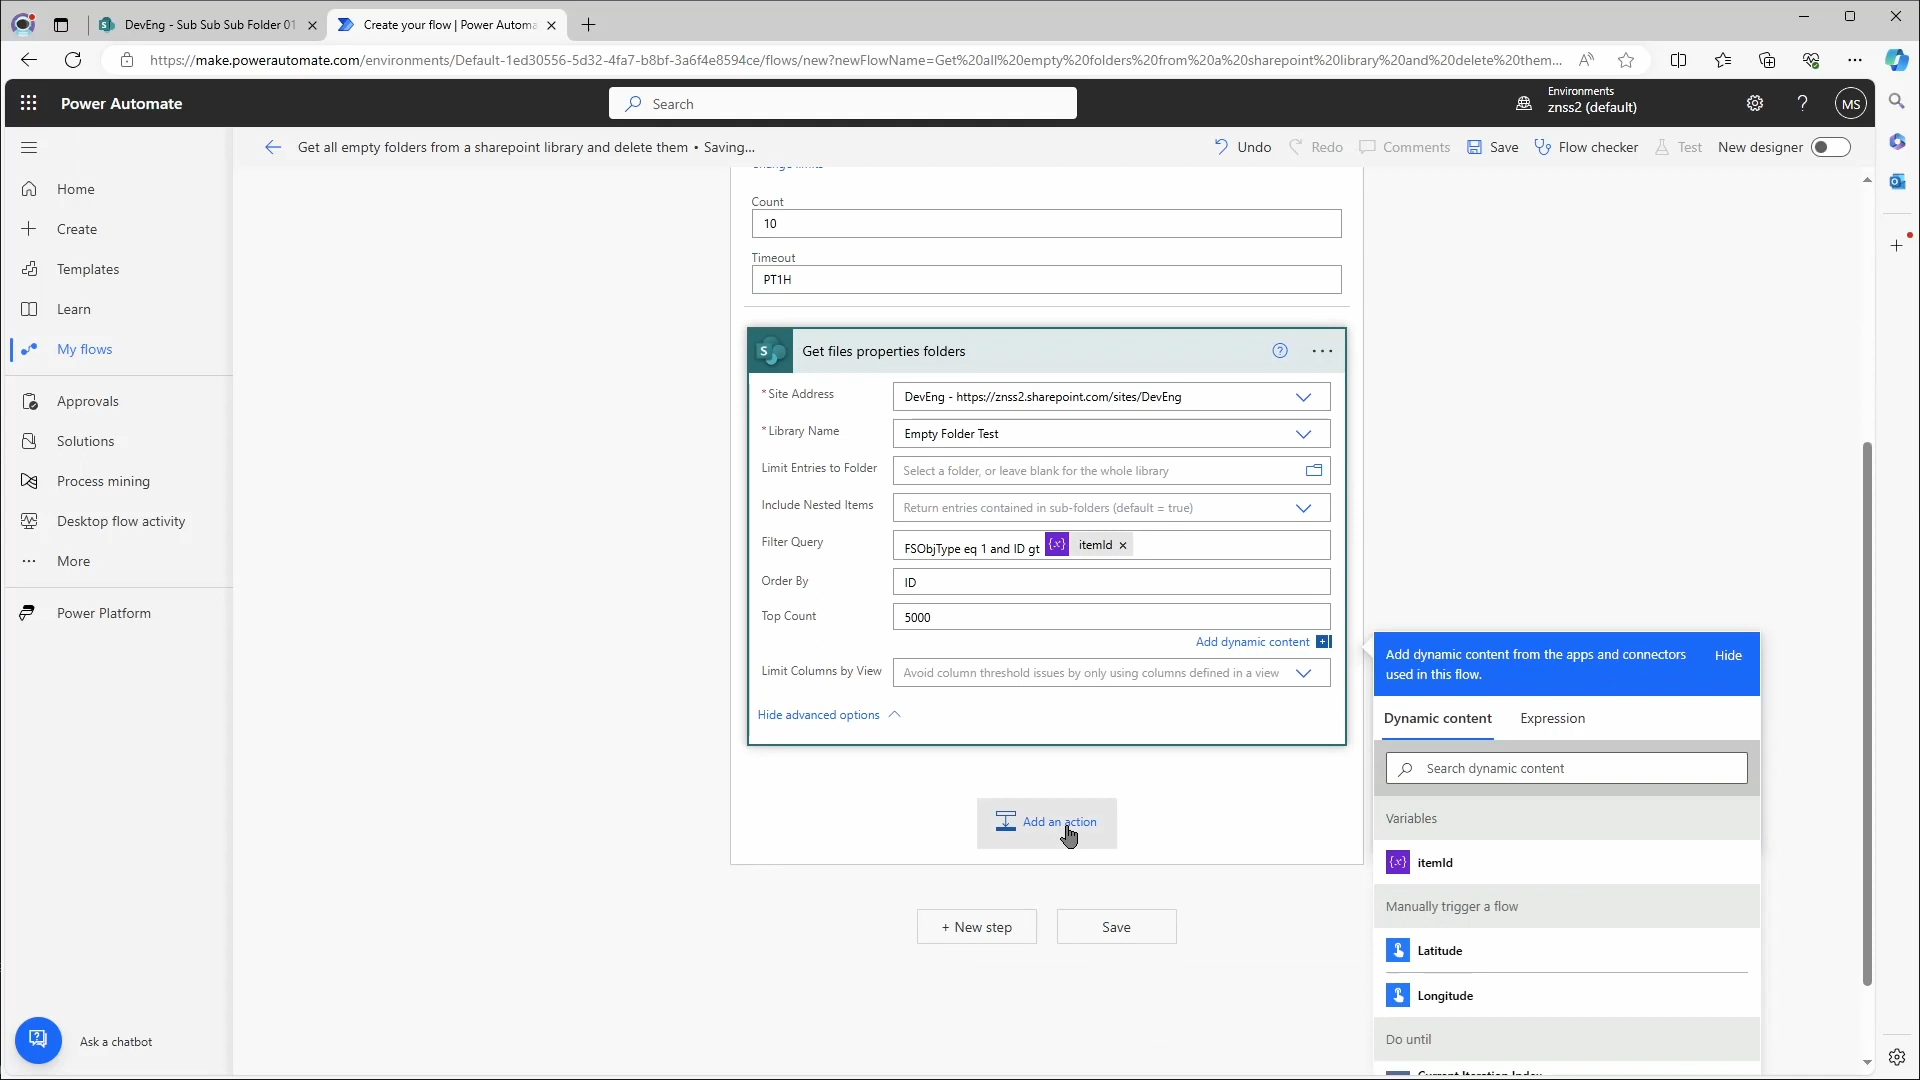 DevEng - Sub Sub Sub Folder 01
Create your flow | Power Automa
https://make.powerautomate.com/environments/Default-1ed30556-5d32-4fa7-b8bf-3a6f4e8594ce/flows/new?newFlowName=Get%20all%20empty%20folders%20from%20a%20sharepoint%20library%20and%20delete%20them...
Power Automate
Search
Environments
znss2 (default)
MS
Get all empty folders from a sharepoint library and delete them • Saving...
Undo
Redo
Comments
Save
Flow checker
Test
New designer
Home
Create
Templates
Learn
My flows
Approvals
Solutions
Process mining
Desktop flow activity
More
Power Platform
Ask a chatbot
Change limits
Count
10
Timeout
PT1H
Get files properties folders
*Site Address
DevEng - https://znss2.sharepoint.com/sites/DevEng
*Library Name
Empty Folder Test
Limit Entries to Folder
Select a folder, or leave blank for the whole library
Include Nested Items
Return entries contained in sub-folders (default = true)
Filter Query
FSObjType eq 1 and ID gt {x} itemId
Order By
ID
Top Count
5000
Add dynamic content
Limit Columns by View
Avoid column threshold issues by only using columns defined in a view
Hide advanced options
Add an action
+ New step
Save
Add dynamic content from the apps and connectors
used in this flow.
Hide
Dynamic content
Expression
Search dynamic content
Variables
{x} itemId
Manually trigger a flow
Latitude
Longitude
Do until
Current Iteration Index